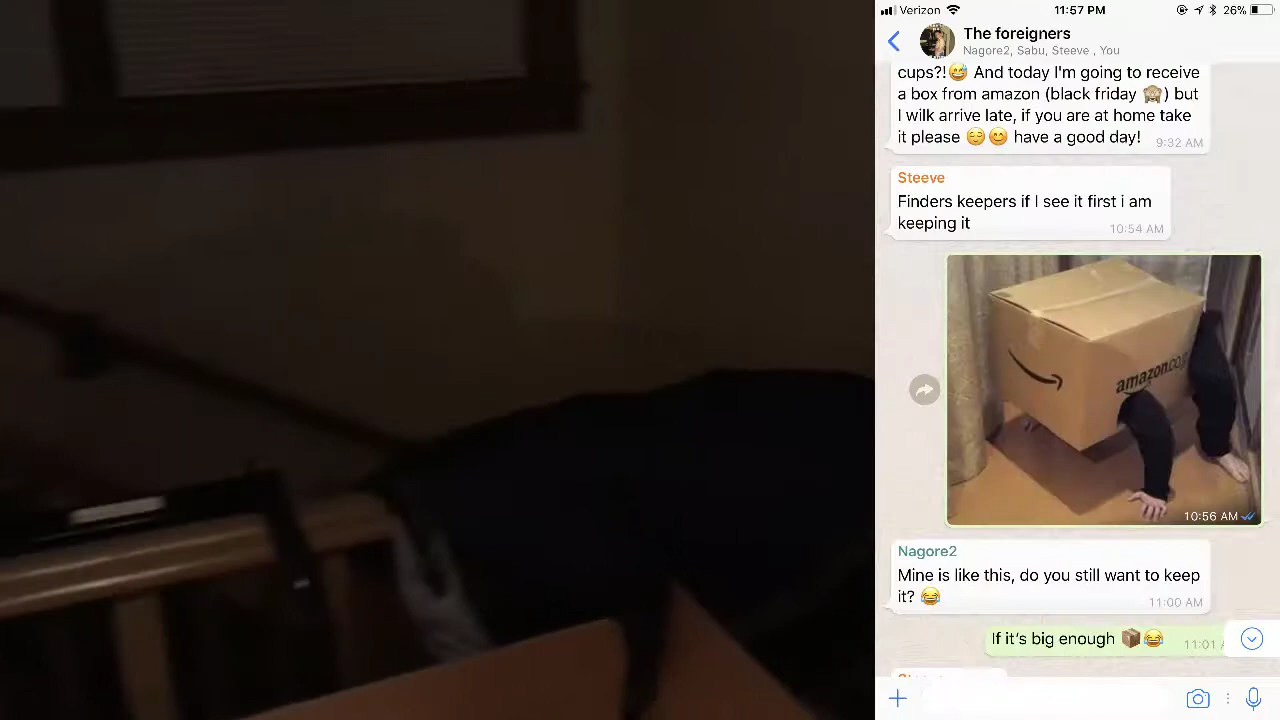 Verizon 11:57 PM 26%
The foreigners
Nagore2, Sabu, Steeve , You
cups?!😅 And today I'm going to receive
a box from amazon (black friday 🙈) but
I wilk arrive late, if you are at home take
it please 😌😊 have a good day!
9:32 AM
Steeve
Finders keepers if I see it first i am
keeping it
10:54 AM
amazon.co
10:56 AM
Nagore2
Mine is like this, do you still want to keep
it? 😂
11:00 AM
If it's big enough 📦😂 11:01